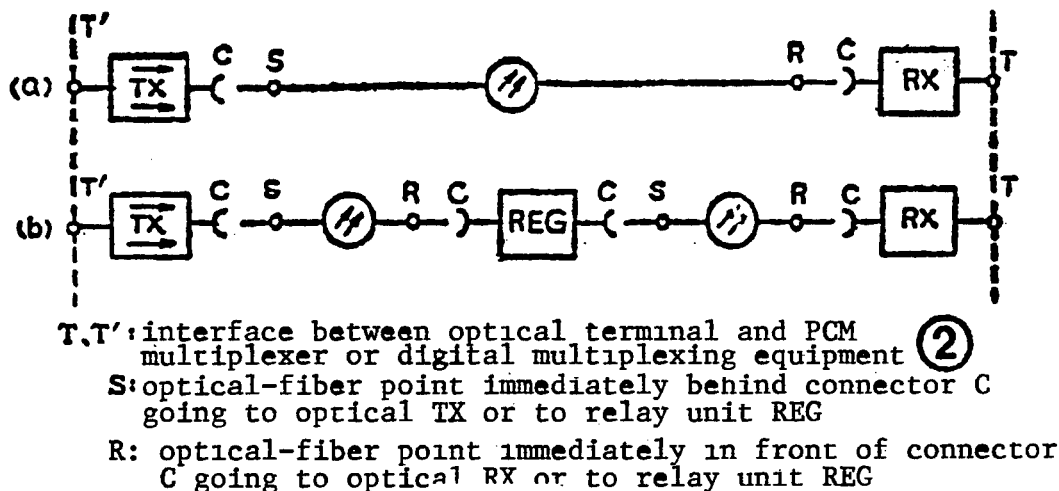 T' T
(a) TX C S R C RX
T' T
(b) TX C S R C REG C S R C RX
T,T': interface between optical terminal and PCM
multiplexer or digital multiplexing equipment ②
S: optical-fiber point immediately behind connector C
going to optical TX or to relay unit REG
R: optical-fiber point immediately in front of connector
C going to optical RX or to relay unit REG